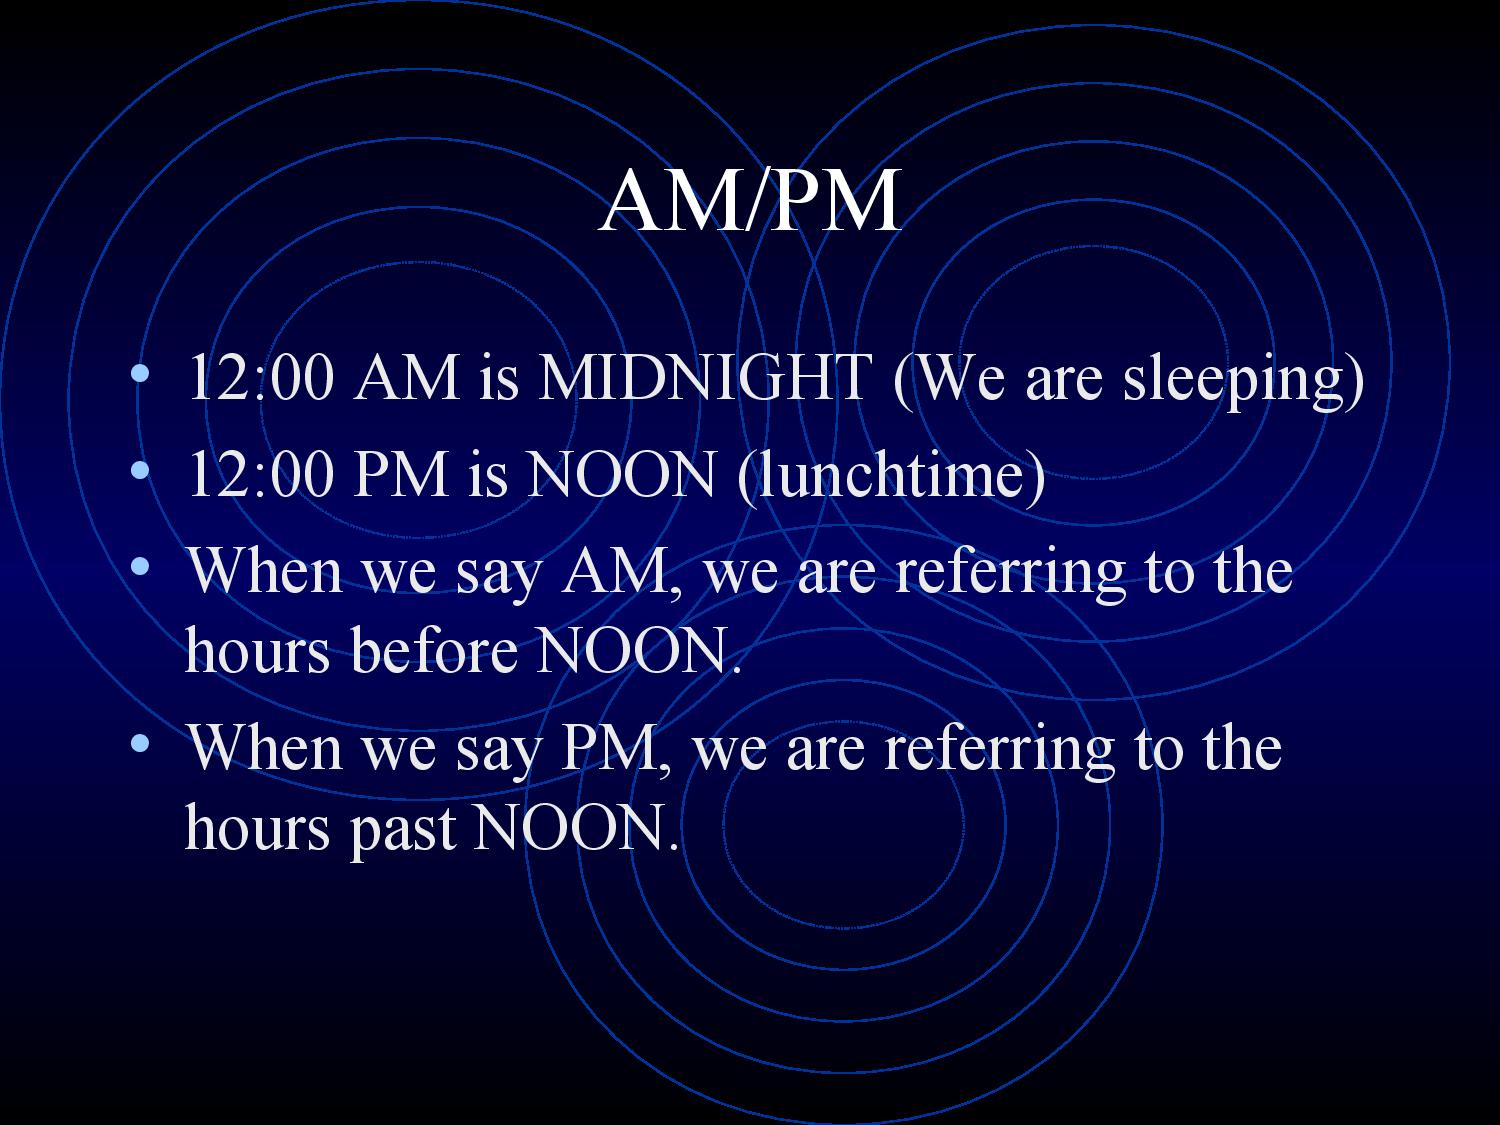 AM/PM
• 12:00 AM is MIDNIGHT (We are sleeping)
• 12:00 PM is NOON (lunchtime)
• When we say AM, we are referring to the
hours before NOON.
• When we say PM, we are referring to the
hours past NOON.